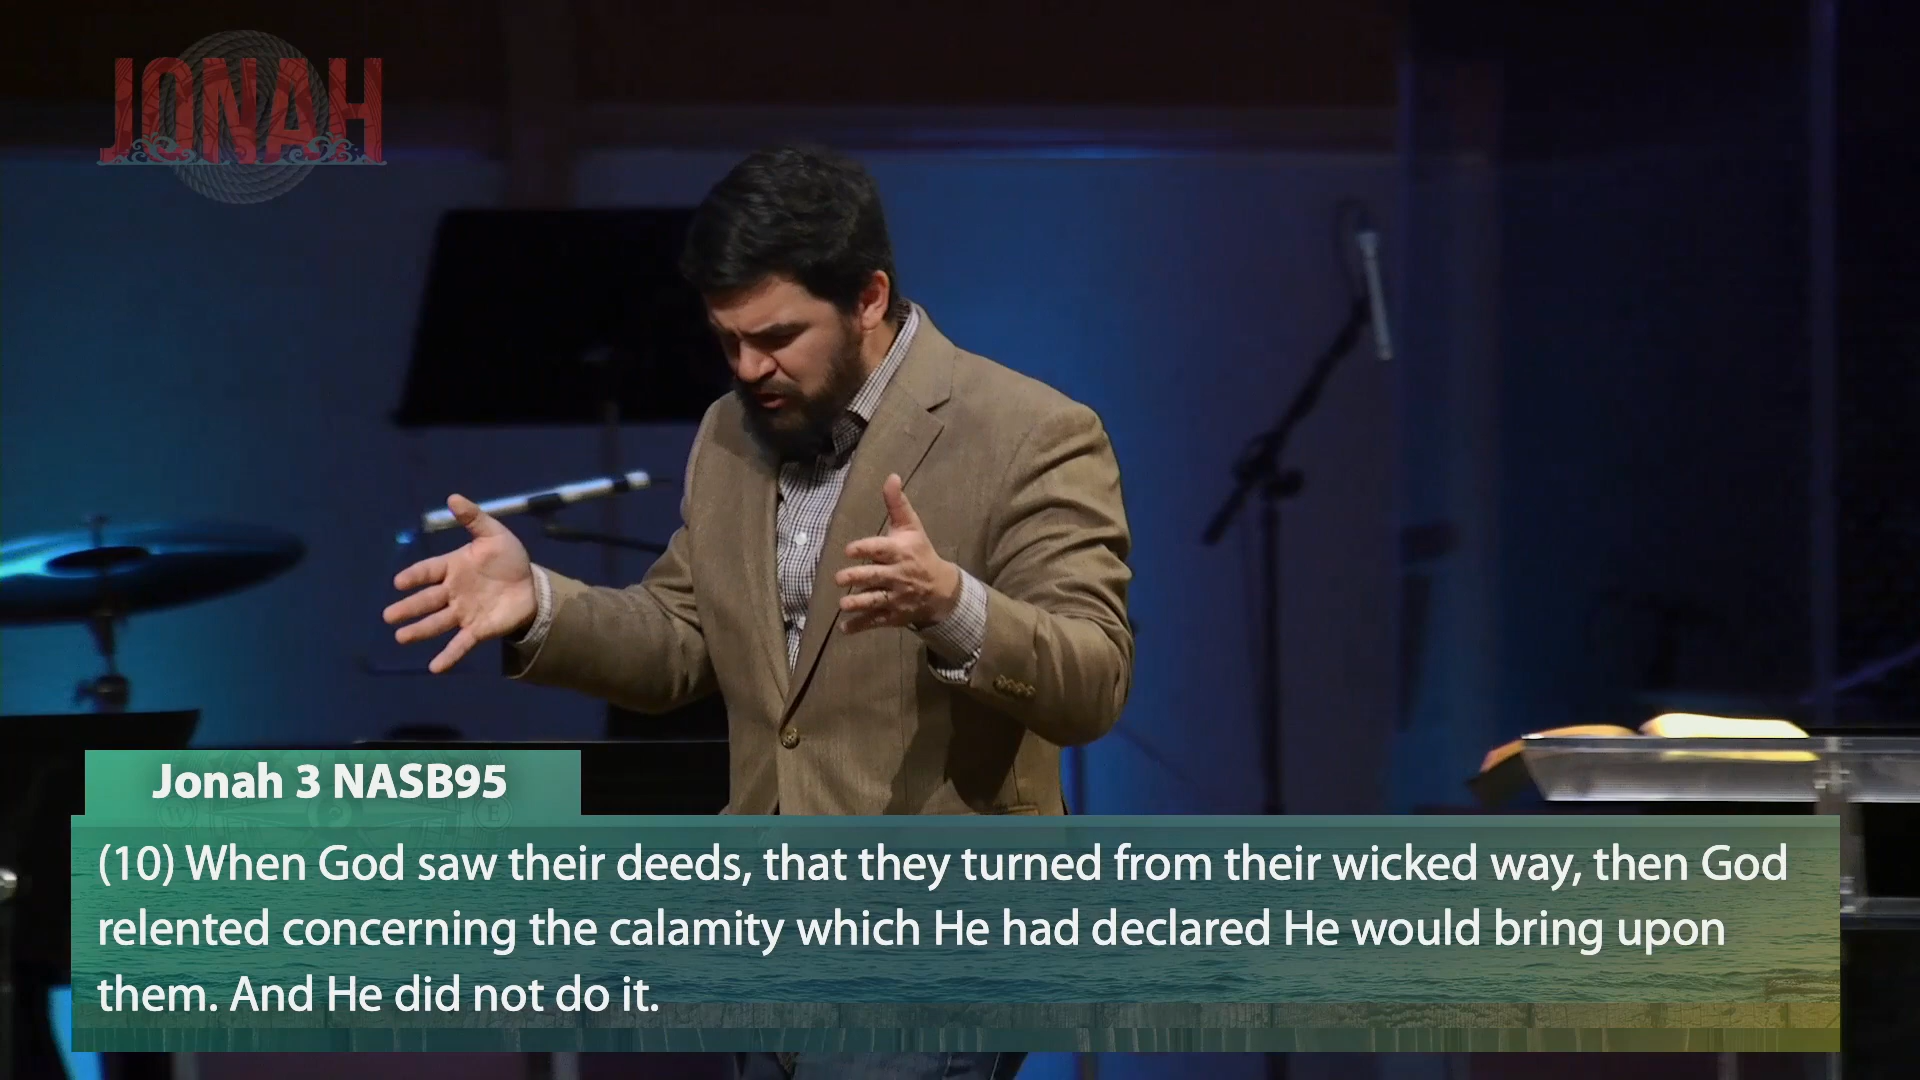 JONAH
Jonah 3 NASB95
(10) When God saw their deeds, that they turned from their wicked way, then God
relented concerning the calamity which He had declared He would bring upon
them. And He did not do it.